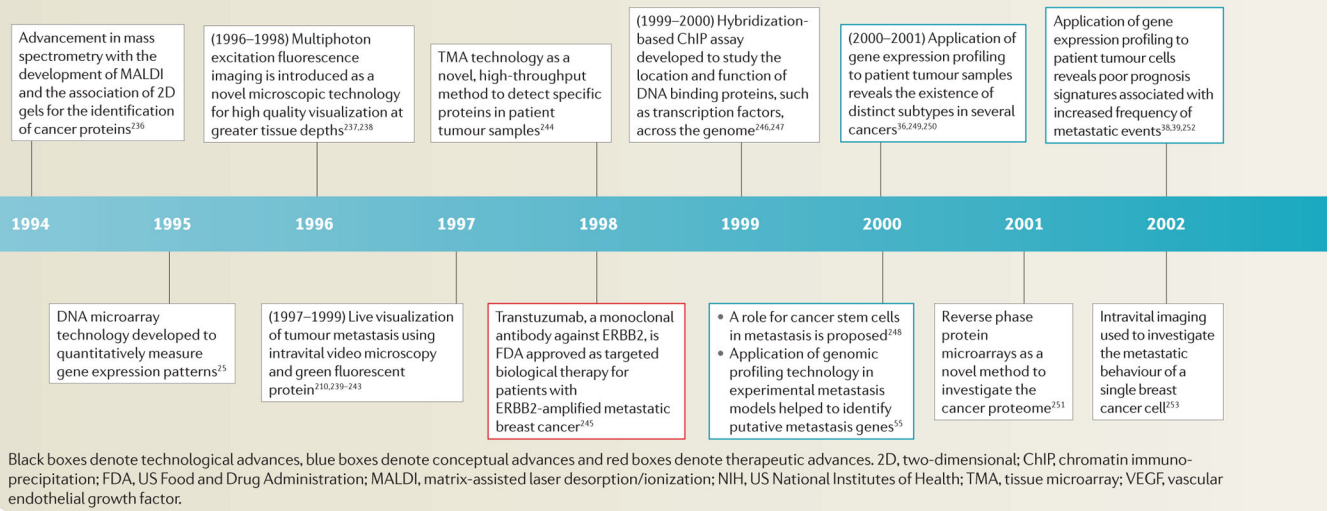 Advancement in mass
spectrometry with the
development of MALDI
and the association of 2D
gels for the identification
of cancer proteins236
(1996–1998) Multiphoton
excitation fluorescence
imaging is introduced as a
novel microscopic technology
for high quality visualization at
greater tissue depths237,238
TMA technology as a
novel, high-throughput
method to detect specific
proteins in patient
tumour samples244
(1999–2000) Hybridization-
based ChIP assay
developed to study the
location and function of
DNA binding proteins, such
as transcription factors,
across the genome246,247
(2000–2001) Application of
gene expression profiling
to patient tumour samples
reveals the existence of
distinct subtypes in several
cancers36,249,250
Application of gene
expression profiling to
patient tumour cells
reveals poor prognosis
signatures associated with
increased frequency of
metastatic events38,39,252
1994 1995 1996 1997 1998 1999 2000 2001 2002
DNA microarray
technology developed to
quantitatively measure
gene expression patterns25
(1997–1999) Live visualization
of tumour metastasis using
intravital video microscopy
and green fluorescent
protein210,239–243
Transtuzumab, a monoclonal
antibody against ERBB2, is
FDA approved as targeted
biological therapy for
patients with
ERBB2-amplified metastatic
breast cancer245
• A role for cancer stem cells
in metastasis is proposed248
• Application of genomic
profiling technology in
experimental metastasis
models helped to identify
putative metastasis genes55
Reverse phase
protein
microarrays as a
novel method to
investigate the
cancer proteome251
Intravital imaging
used to investigate
the metastatic
behaviour of a
single breast
cancer cell253
Black boxes denote technological advances, blue boxes denote conceptual advances and red boxes denote therapeutic advances. 2D, two-dimensional; ChIP, chromatin immuno-
precipitation; FDA, US Food and Drug Administration; MALDI, matrix-assisted laser desorption/ionization; NIH, US National Institutes of Health; TMA, tissue microarray; VEGF, vascular
endothelial growth factor.